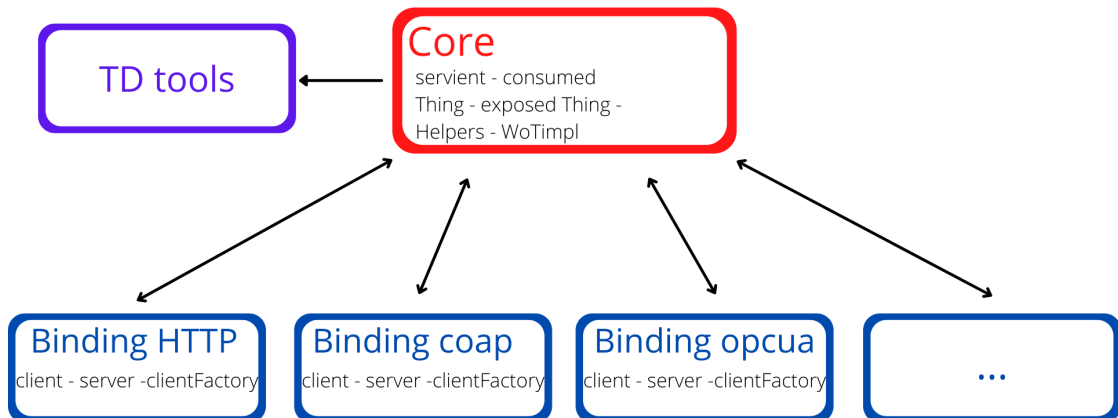 TD tools
Core
servient - consumed
Thing - exposed Thing -
Helpers - WoTimpl
Binding HTTP
client - server -clientFactory
Binding coap
client - server -clientFactory
Binding opcua
client - server -clientFactory
...